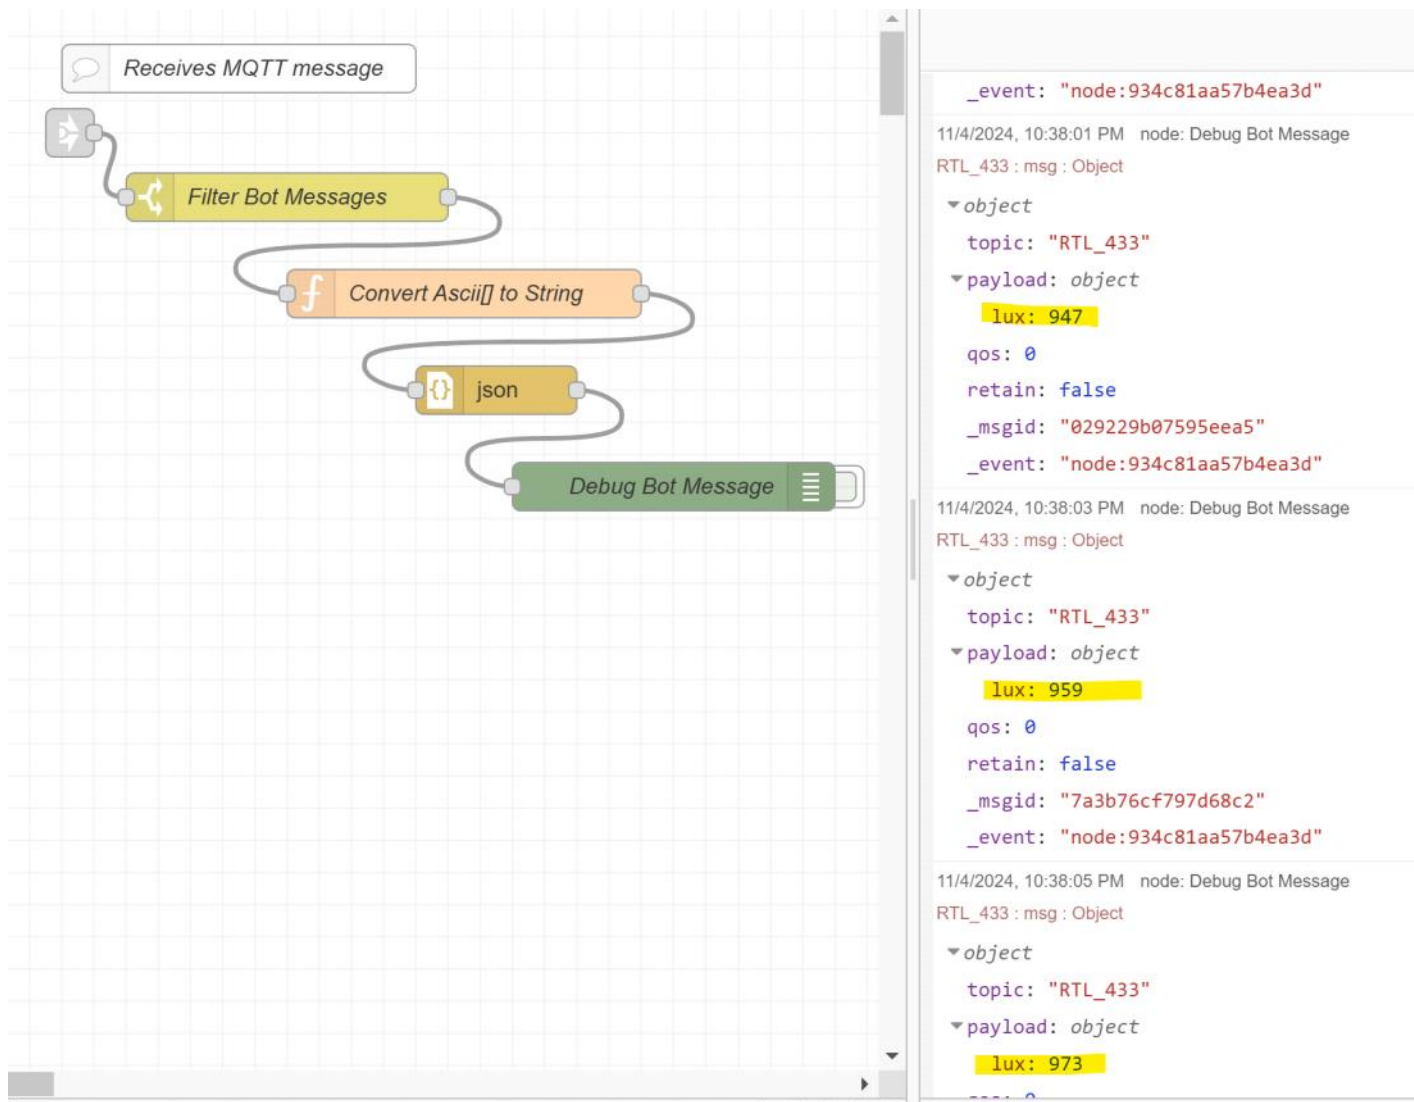 Receives MQTT message
Filter Bot Messages
Convert Ascii[] to String
{} json
Debug Bot Message
_event: "node:934c81aa57b4ea3d"
11/4/2024, 10:38:01 PM node: Debug Bot Message
RTL_433 : msg : Object
object
topic: "RTL_433"
payload: object
lux: 947
qos: 0
retain: false
_msgid: "029229b07595eea5"
_event: "node:934c81aa57b4ea3d"
11/4/2024, 10:38:03 PM node: Debug Bot Message
RTL_433 : msg : Object
object
topic: "RTL_433"
payload: object
lux: 959
qos: 0
retain: false
_msgid: "7a3b76cf797d68c2"
_event: "node:934c81aa57b4ea3d"
11/4/2024, 10:38:05 PM node: Debug Bot Message
RTL_433 : msg : Object
object
topic: "RTL_433"
payload: object
lux: 973